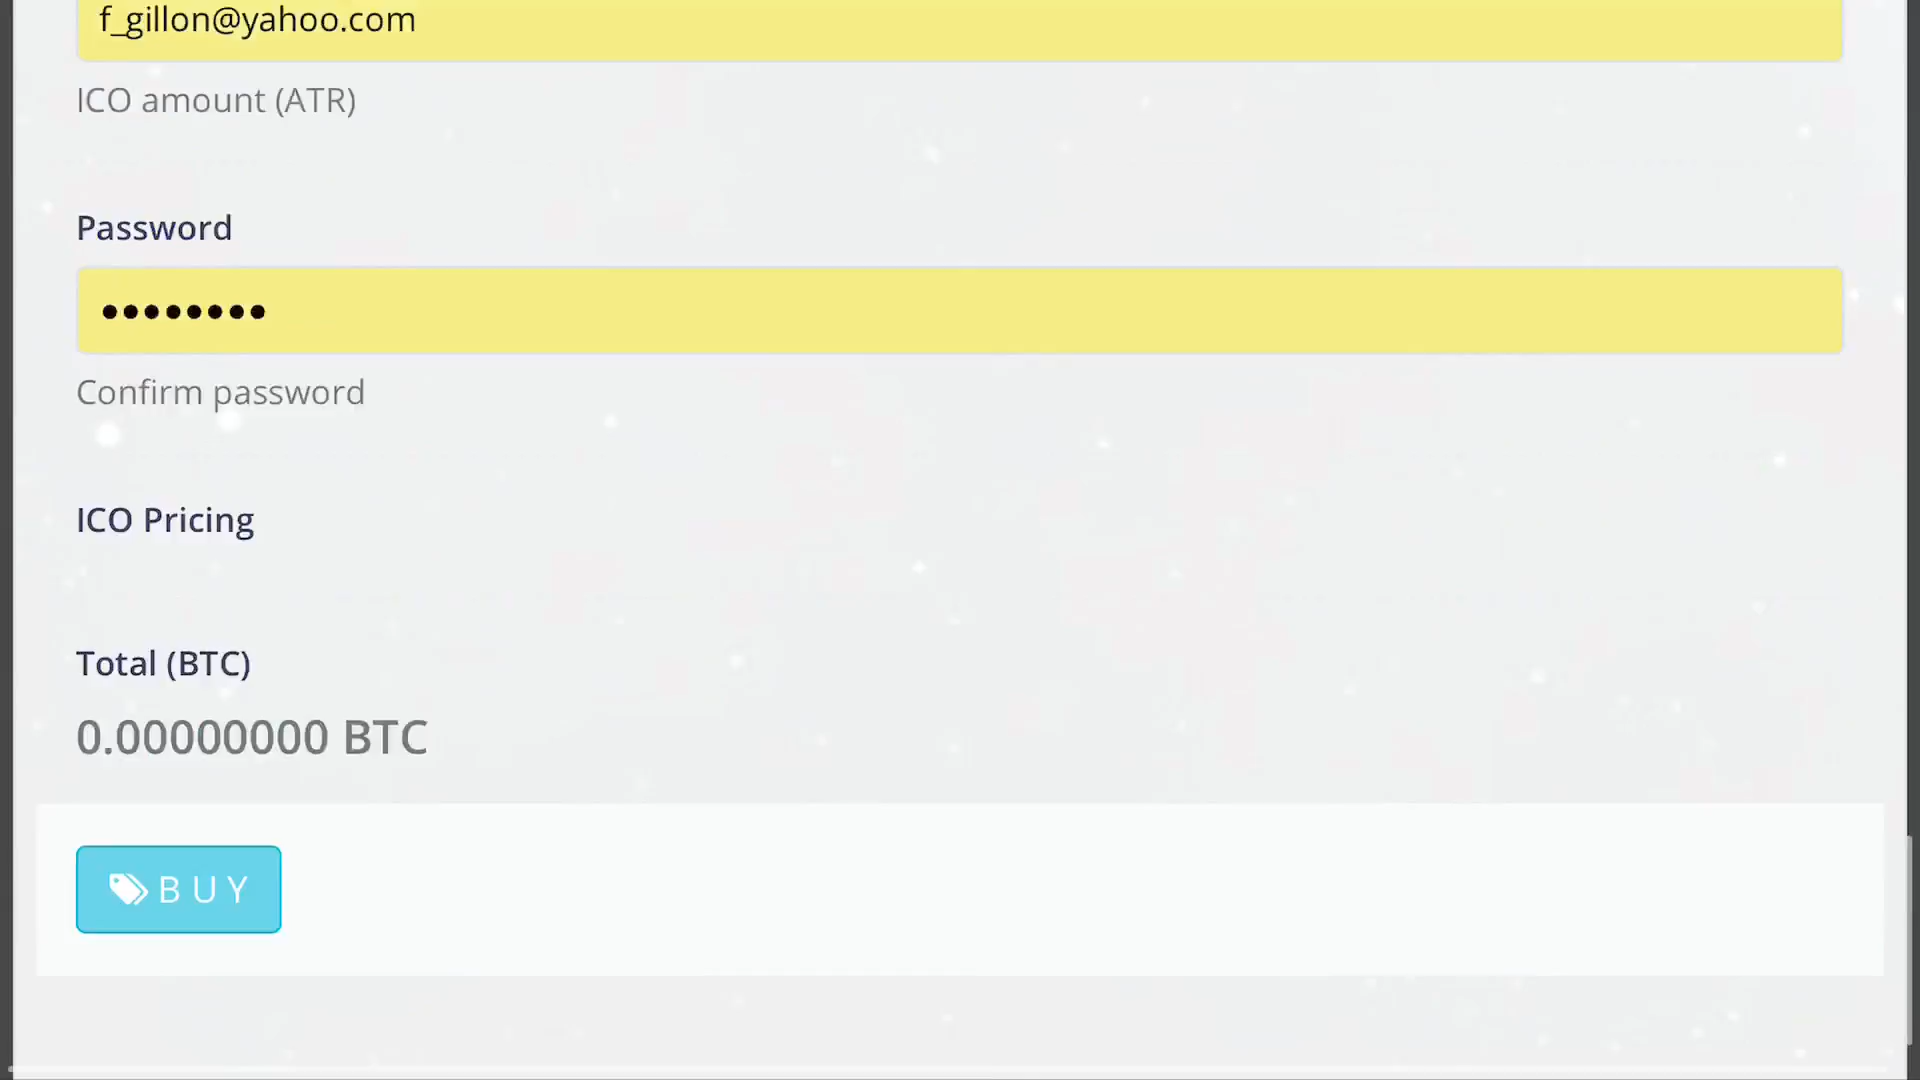 f_gillon@yahoo.com
ICO amount (ATR)
Password
••••••••
Confirm password
ICO Pricing
Total (BTC)
0.00000000 BTC
BUY